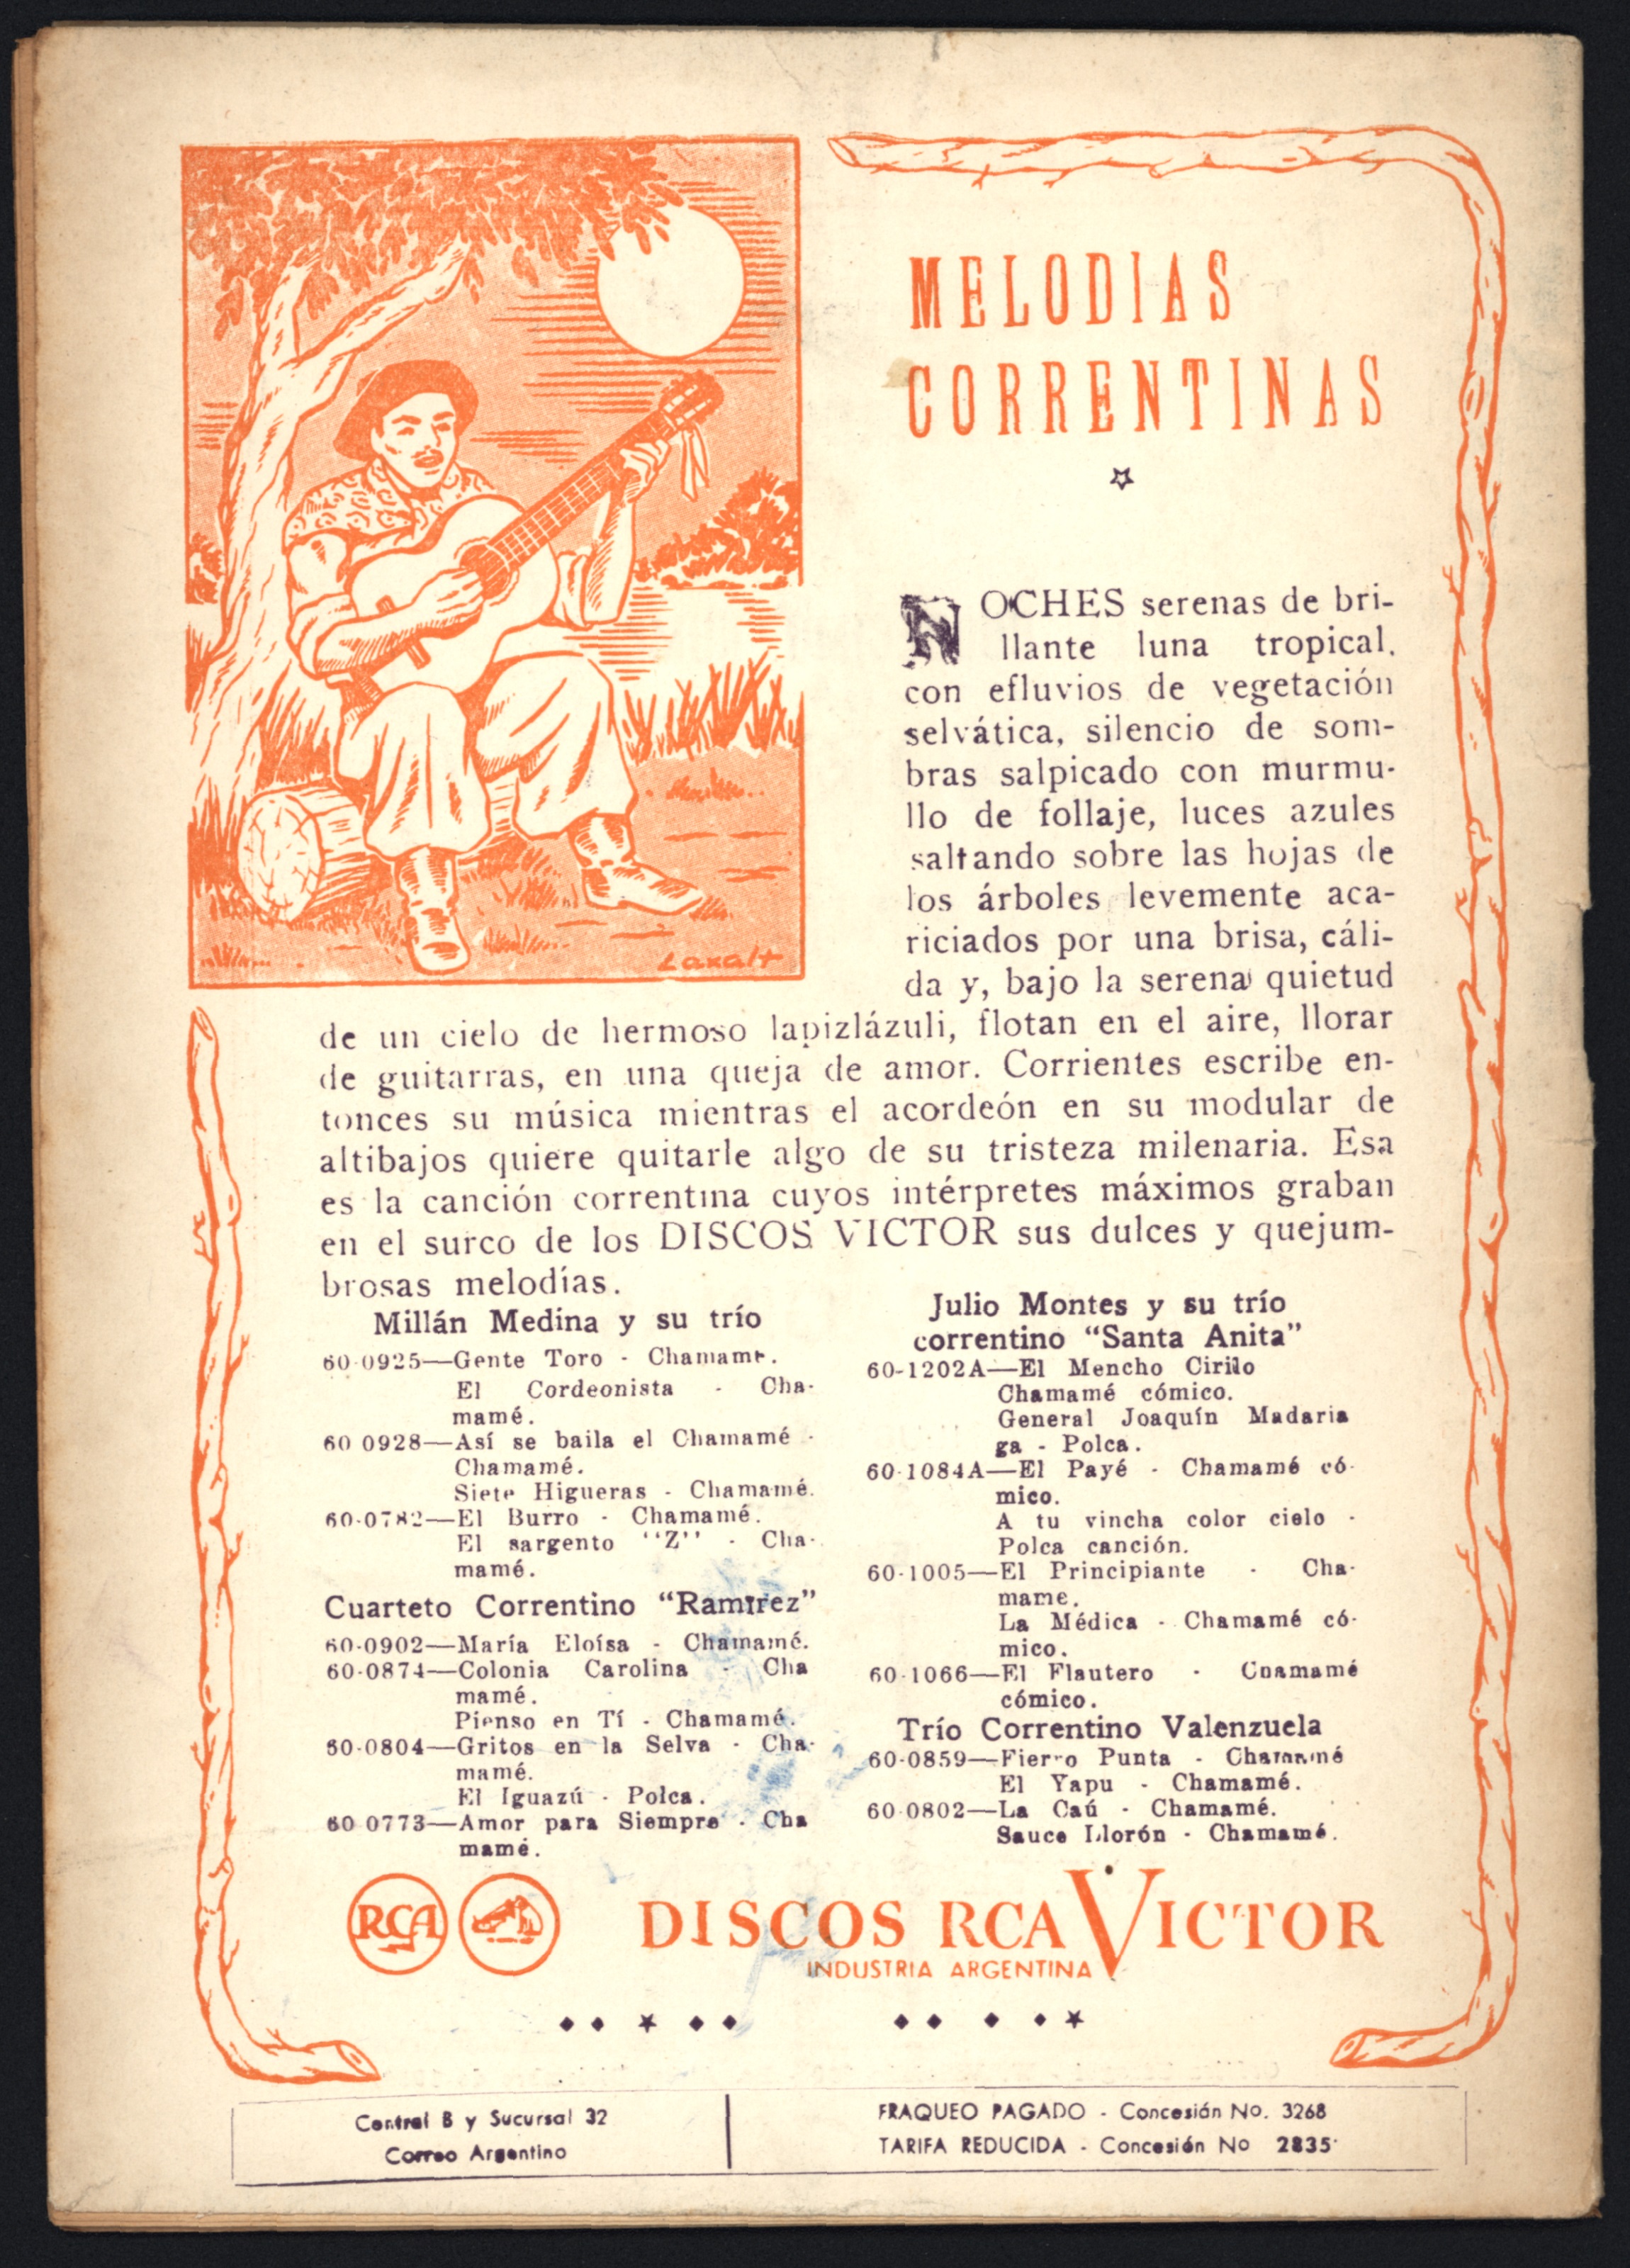 MELODIAS
CORRENTINAS
NOCHES serenas de bri-
llante luna tropical,
con efluvios de vegetación
selvática, silencio de som-
bras salpicado con murmu-
llo de follaje, luces azules
saltando sobre las hojas de
los árboles levemente aca-
riciados por una brisa, cáli-
da y, bajo la serena quietud
de un cielo de hermoso lapizlázuli, flotan en el aire, llorar
de guitarras, en una queja de amor. Corrientes escribe en-
tonces su música mientras el acordeón en su modular de
altibajos quiere quitarle algo de su tristeza milenaria. Esa
es la canción correntina cuyos intérpretes máximos graban
en el surco de los DISCOS VICTOR sus dulces y quejum-
brosas melodías.
Millán Medina y su trío
60-0925—Gente Toro - Chamamé.
El Cordeonista - Cha-
mamé.
60 0928—Así se baila el Chamamé -
Chamamé.
Siete Higueras - Chamamé.
60-0782—El Burro - Chamamé.
El sargento "Z" - Cha-
mamé.
Cuarteto Correntino "Ramírez"
60-0902—María Eloísa - Chamamé.
60-0874—Colonia Carolina - Cha
mamé.
Pienso en Tí - Chamamé.
60-0804—Gritos en la Selva - Cha-
mamé.
El Iguazú - Polca.
60 0773—Amor para Siempre - Cha
mamé.
Julio Montes y su trío
correntino "Santa Anita"
60-1202A—El Mencho Cirilo
Chamamé cómico.
General Joaquín Madaria
ga - Polca.
60-1084A—El Payé - Chamamé có-
mico.
A tu vincha color cielo -
Polca canción.
60-1005—El Principiante - Cha-
mame.
La Médica - Chamamé có-
mico.
60-1066—El Flautero - Chamamé
cómico.
Trío Correntino Valenzuela
60-0859—Fierro Punta - Chamamé
El Yapu - Chamamé.
60-0802—La Caú - Chamamé.
Sauce Llorón - Chamamé.
Laxalt
RCA
DISCOS RCA VICTOR
INDUSTRIA ARGENTINA
Central B y Sucursal 32
Correo Argentino
FRAQUEO PAGADO - Concesión No. 3268
TARIFA REDUCIDA - Concesión No 2835